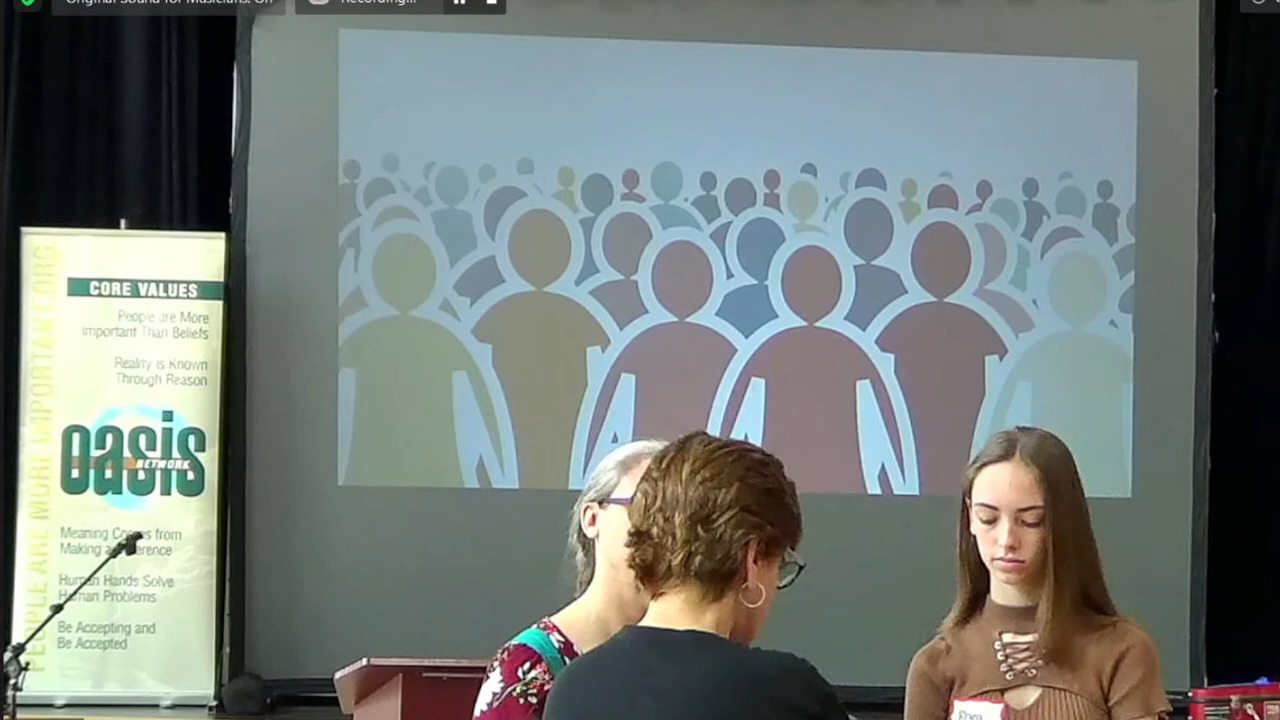 Original Sound for Musicians: Off
Recording...
PEOPLE ARE MORE IMPORTANT.ORG
CORE VALUES
People are More
Important Than Beliefs
Reality is Known
Through Reason
oasis
NETWORK
Meaning Comes from
Making a Difference
Human Hands Solve
Human Problems
Be Accepting and
Be Accepted